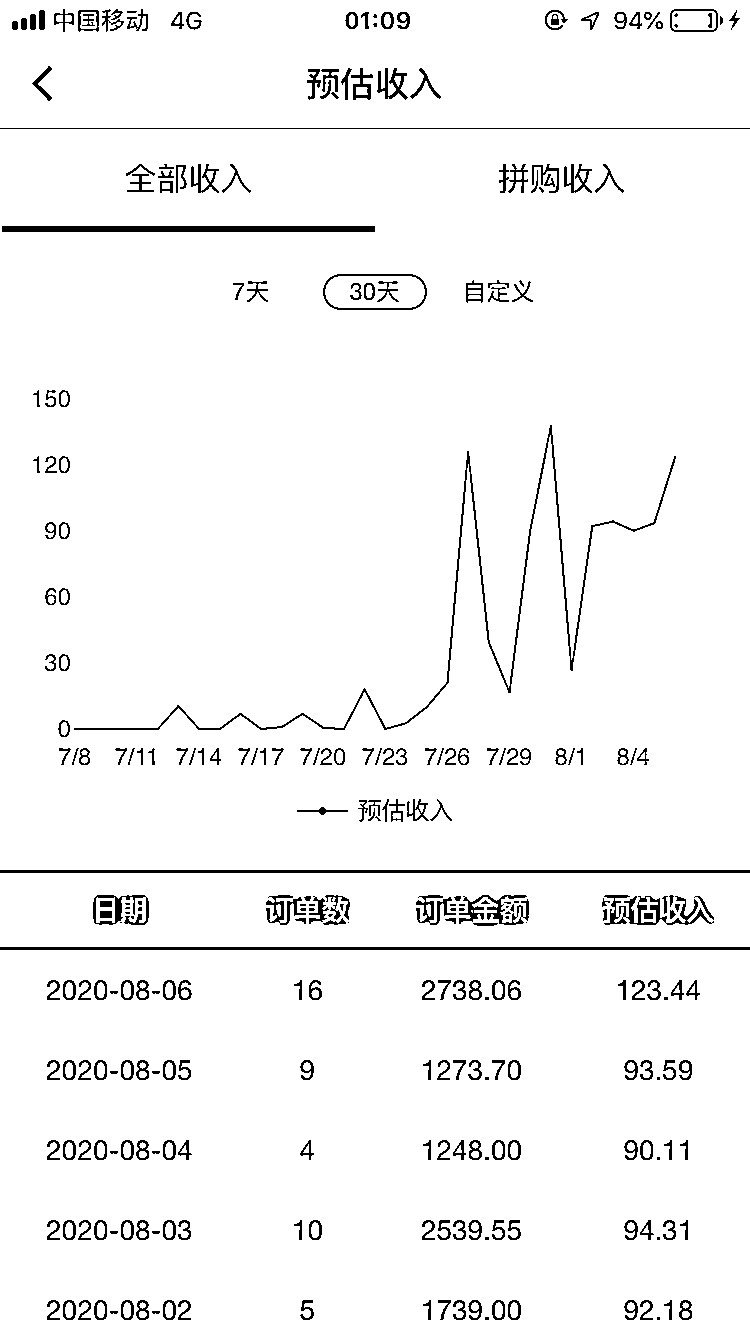 中国移动 4G 01:09 94%
预估收入
全部收入 拼购收入
7天 30天 自定义
150
120
90
60
30
0
7/8 7/11 7/14 7/17 7/20 7/23 7/26 7/29 8/1 8/4
预估收入
日期 订单数 订单金额 预估收入
2020-08-06 16 2738.06 123.44
2020-08-05 9 1273.70 93.59
2020-08-04 4 1248.00 90.11
2020-08-03 10 2539.55 94.31
2020-08-02 5 1739.00 92.18